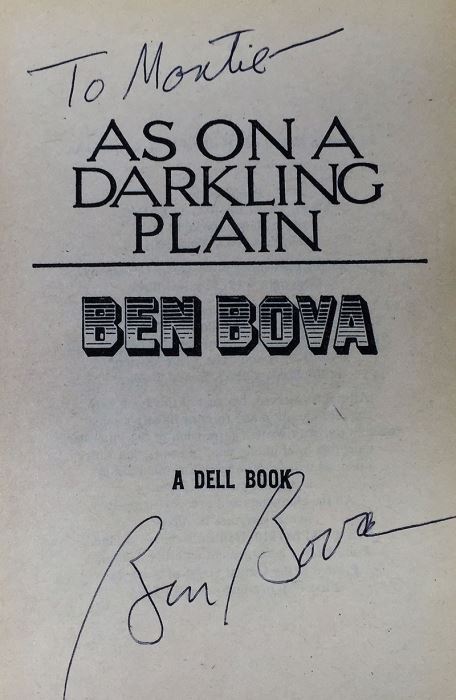 To Montie
AS ON A
DARKLING
PLAIN
BEN BOVA
A DELL BOOK
Ben Bova